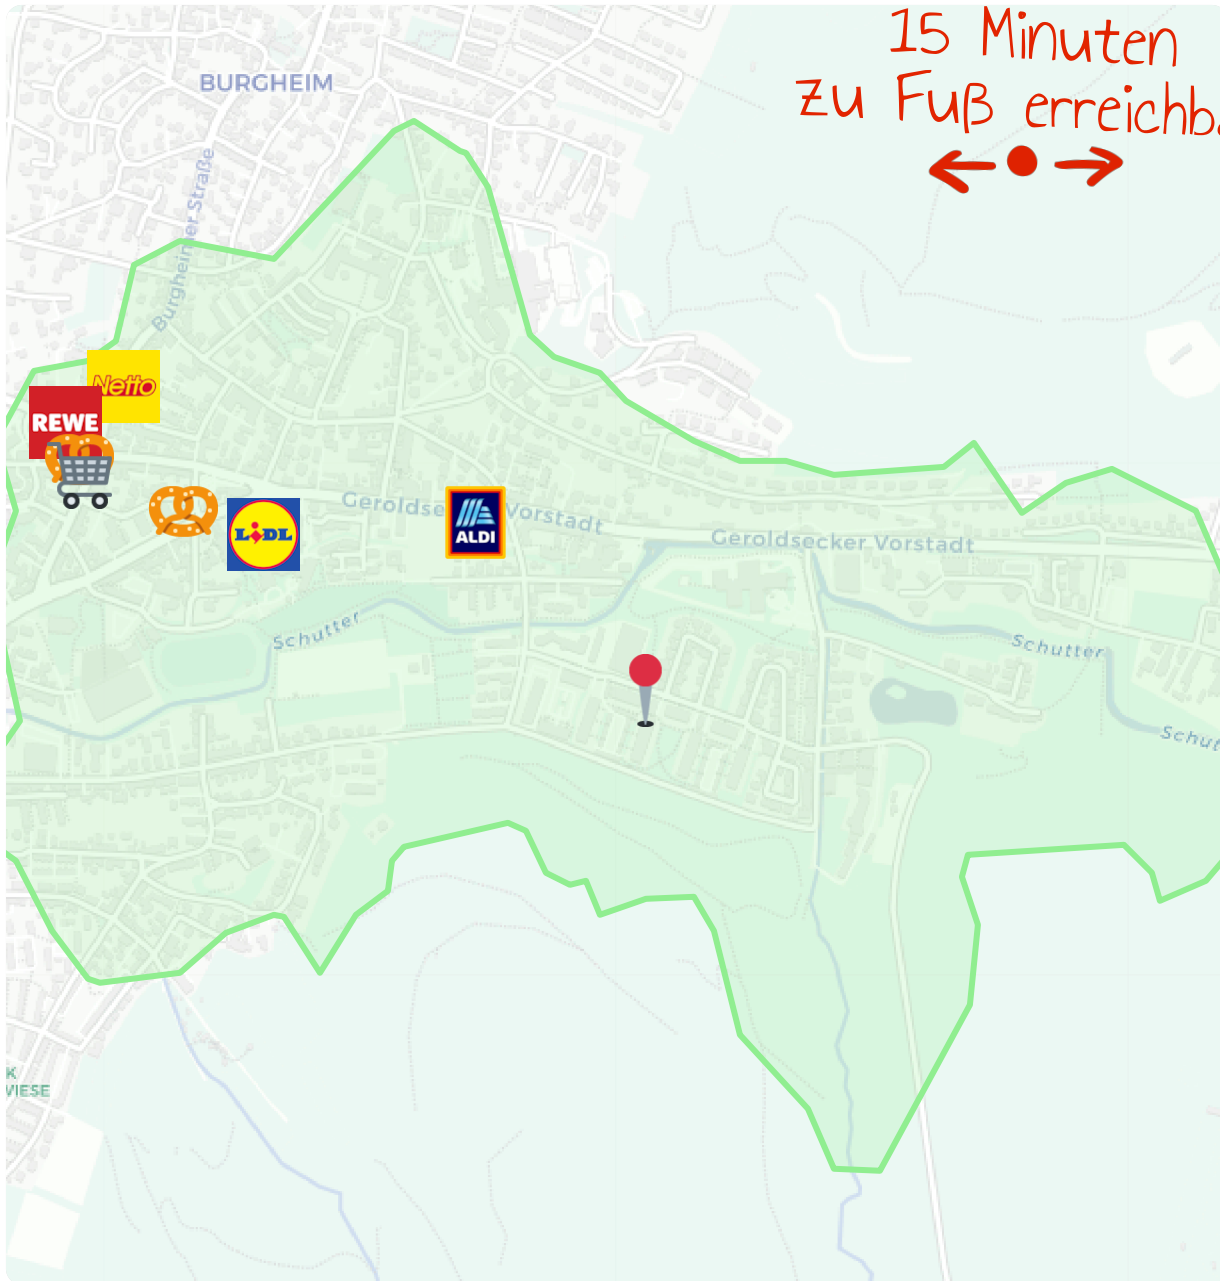 15 Minuten
zu Fuß erreichb
BURGHEIM
Burgheimer Straße
Netto
REWE
LIDL
Geroldse Vorstadt
ALDI
Geroldsecker Vorstadt
Schutter
Schutter
Schut
K
WIESE